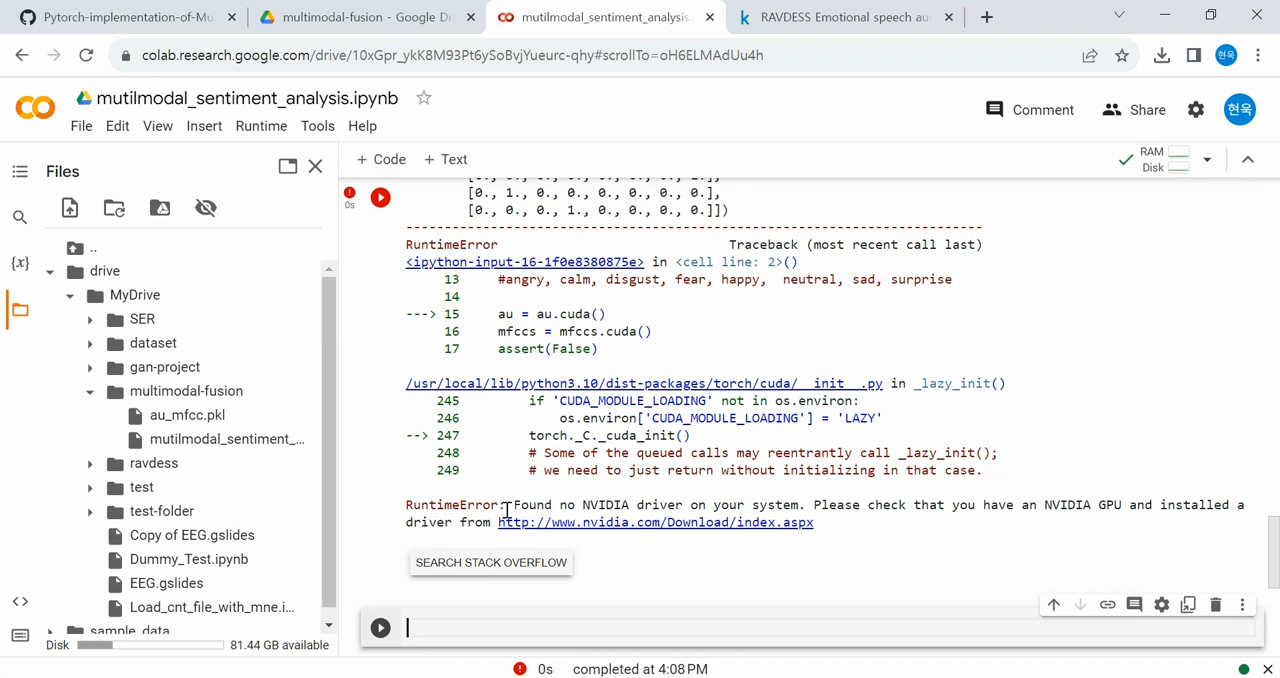 Pytorch-implementation-of-Mu
multimodal-fusion - Google Dr
mutilmodal_sentiment_analysis.
RAVDESS Emotional speech au
colab.research.google.com/drive/10xGpr_ykK8M93Pt6ySoBvjYueurc-qhy#scrollTo=oH6ELMAdUu4h
현욱
CO
mutilmodal_sentiment_analysis.ipynb
File Edit View Insert Runtime Tools Help
Comment
Share
현욱
Files
+ Code + Text
RAM
Disk
..
drive
MyDrive
SER
dataset
gan-project
multimodal-fusion
au_mfcc.pkl
mutilmodal_sentiment_...
ravdess
test
test-folder
Copy of EEG.gslides
Dummy_Test.ipynb
EEG.gslides
Load_cnt_file_with_mne.i...
sample_data
Disk 81.44 GB available
{x}
0s
[0., 1., 0., 0., 0., 0., 0., 0.],
[0., 0., 0., 1., 0., 0., 0., 0.]])
---------------------------------------------------------------------------
RuntimeError Traceback (most recent call last)
<ipython-input-16-1f0e8380875e> in <cell line: 2>()
13 #angry, calm, disgust, fear, happy, neutral, sad, surprise
14
---> 15 au = au.cuda()
16 mfccs = mfccs.cuda()
17 assert(False)
/usr/local/lib/python3.10/dist-packages/torch/cuda/__init__.py in _lazy_init()
245 if 'CUDA_MODULE_LOADING' not in os.environ:
246 os.environ['CUDA_MODULE_LOADING'] = 'LAZY'
--> 247 torch._C._cuda_init()
248 # Some of the queued calls may reentrantly call _lazy_init();
249 # we need to just return without initializing in that case.
RuntimeError: Found no NVIDIA driver on your system. Please check that you have an NVIDIA GPU and installed a
driver from http://www.nvidia.com/Download/index.aspx
SEARCH STACK OVERFLOW
0s completed at 4:08 PM